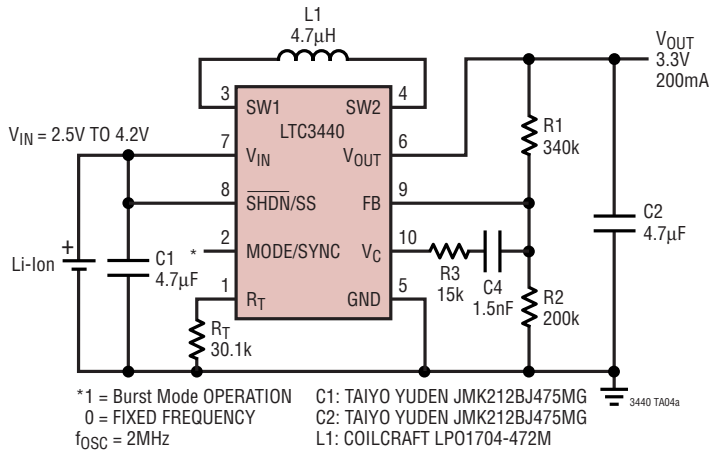 L1
4.7µH
3
SW1
SW2
4
LTC3440
V_IN = 2.5V TO 4.2V
7
V_IN
V_OUT
6
V_OUT
3.3V
200mA
R1
340k
8
SHDN/SS
FB
9
*
2
MODE/SYNC
V_C
10
R3
15k
C4
1.5nF
R2
200k
C2
4.7µF
+
Li-Ion
C1
4.7µF
1
R_T
GND
5
R_T
30.1k
*1 = Burst Mode OPERATION
0 = FIXED FREQUENCY
f_OSC = 2MHz
C1: TAIYO YUDEN JMK212BJ475MG
C2: TAIYO YUDEN JMK212BJ475MG
L1: COILCRAFT LPO1704-472M
3440 TA04a